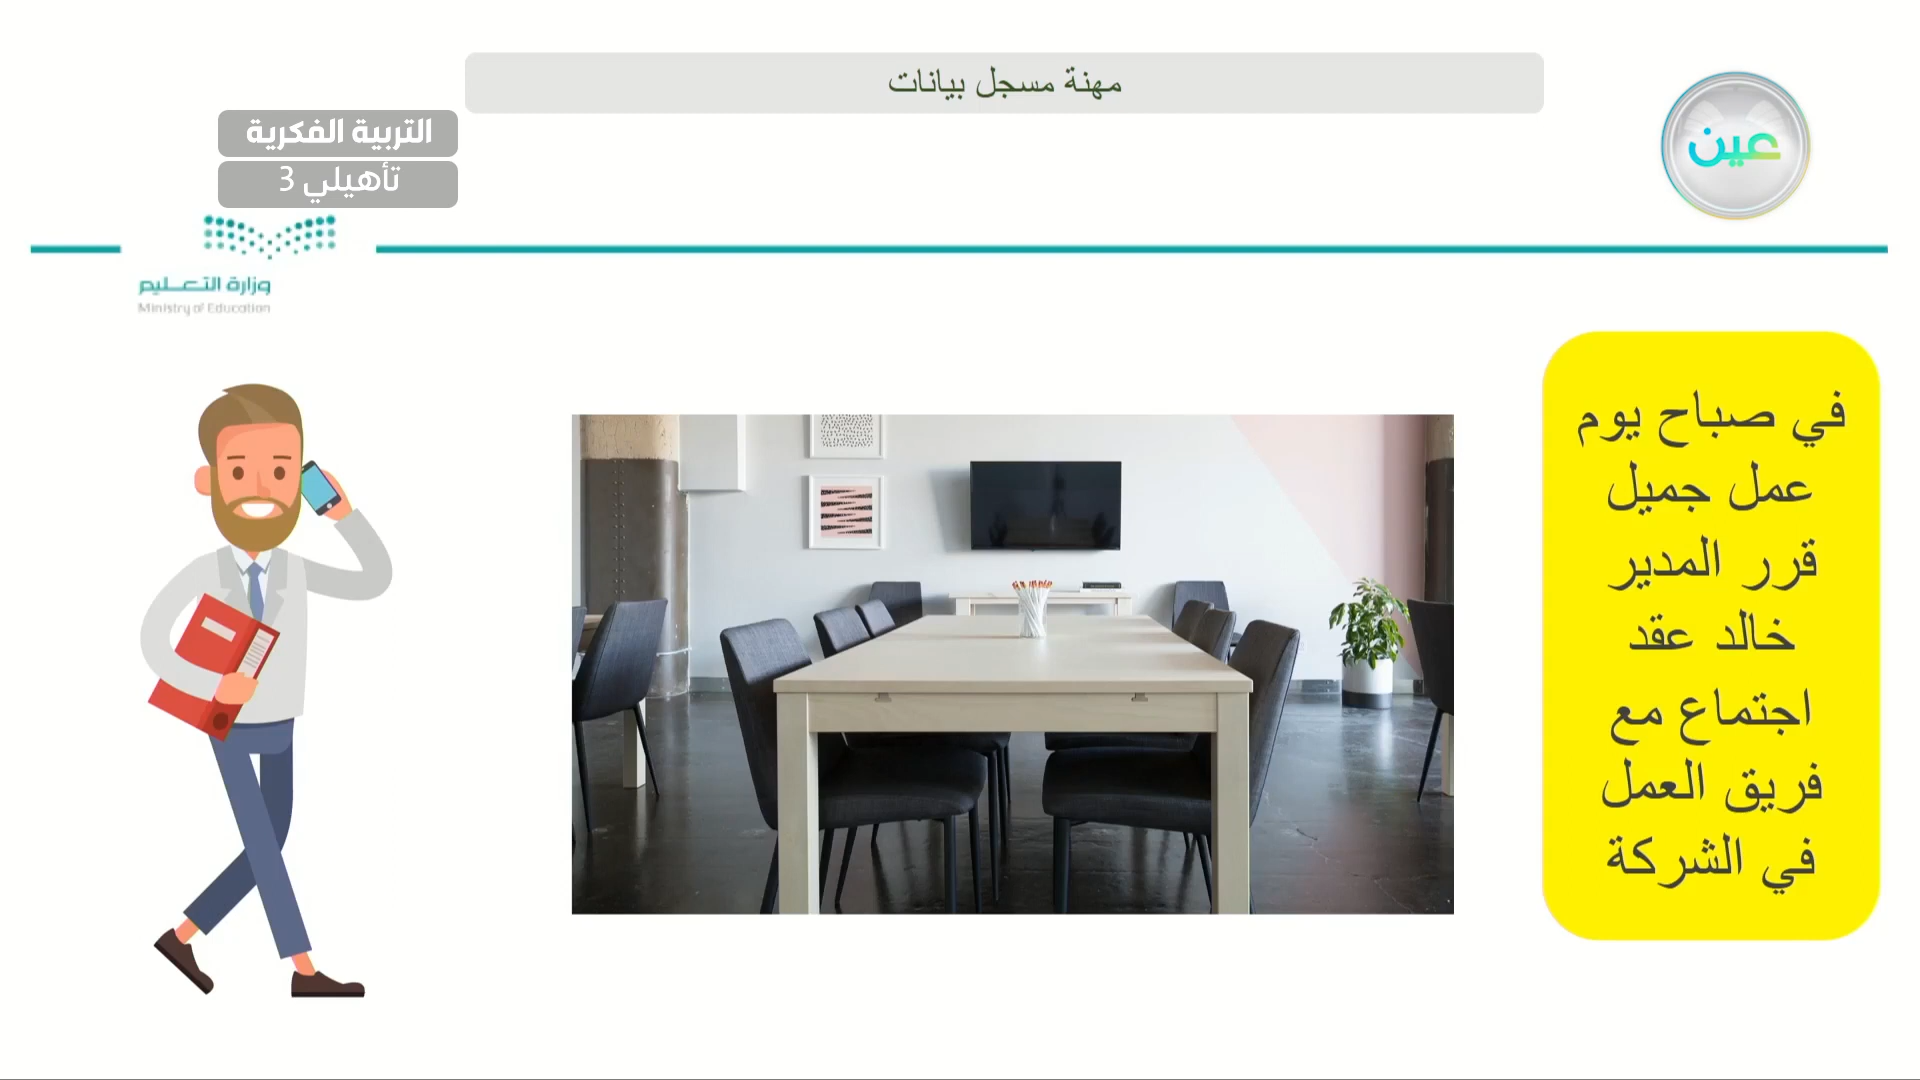 مهنة مسجل بيانات
عين
التربية الفكرية
تأهيلي 3
وزارة التعليم
Ministry of Education
في صباح يوم
عمل جميل
قرر المدير
خالد عقد
اجتماع مع
فريق العمل
في الشركة